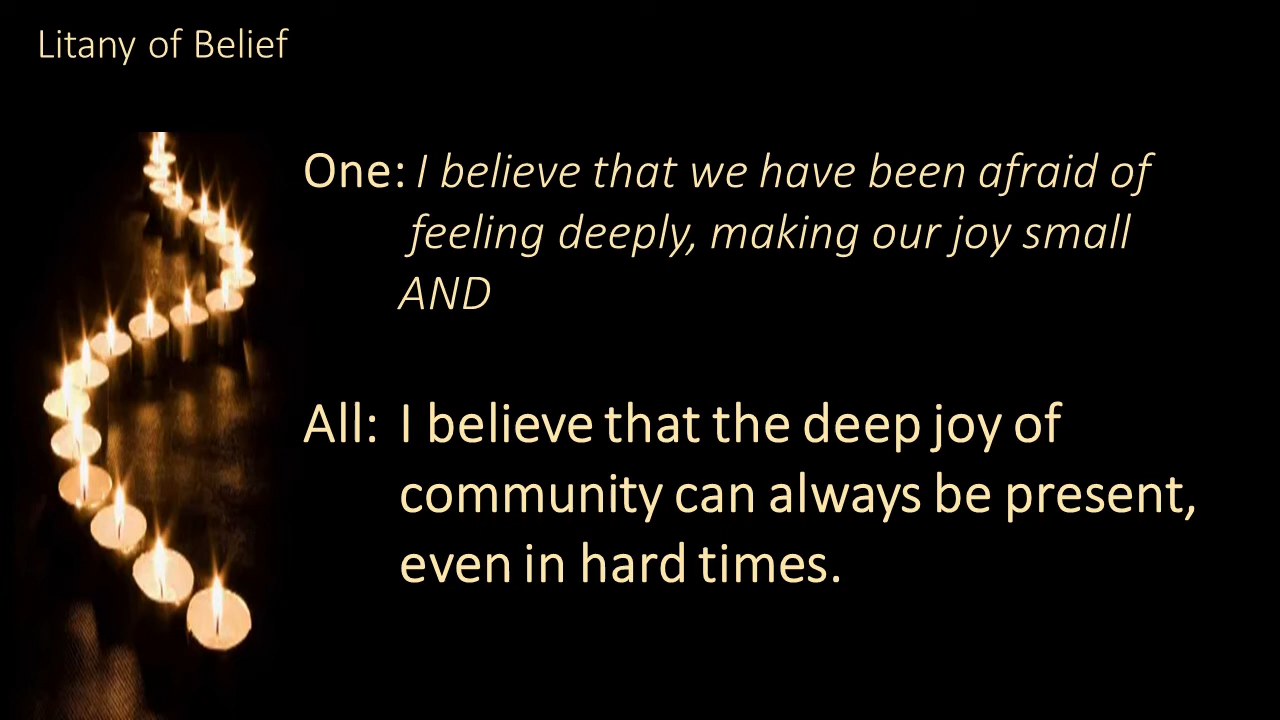 Litany of Belief
One: I believe that we have been afraid of
feeling deeply, making our joy small
AND
All: I believe that the deep joy of
community can always be present,
even in hard times.